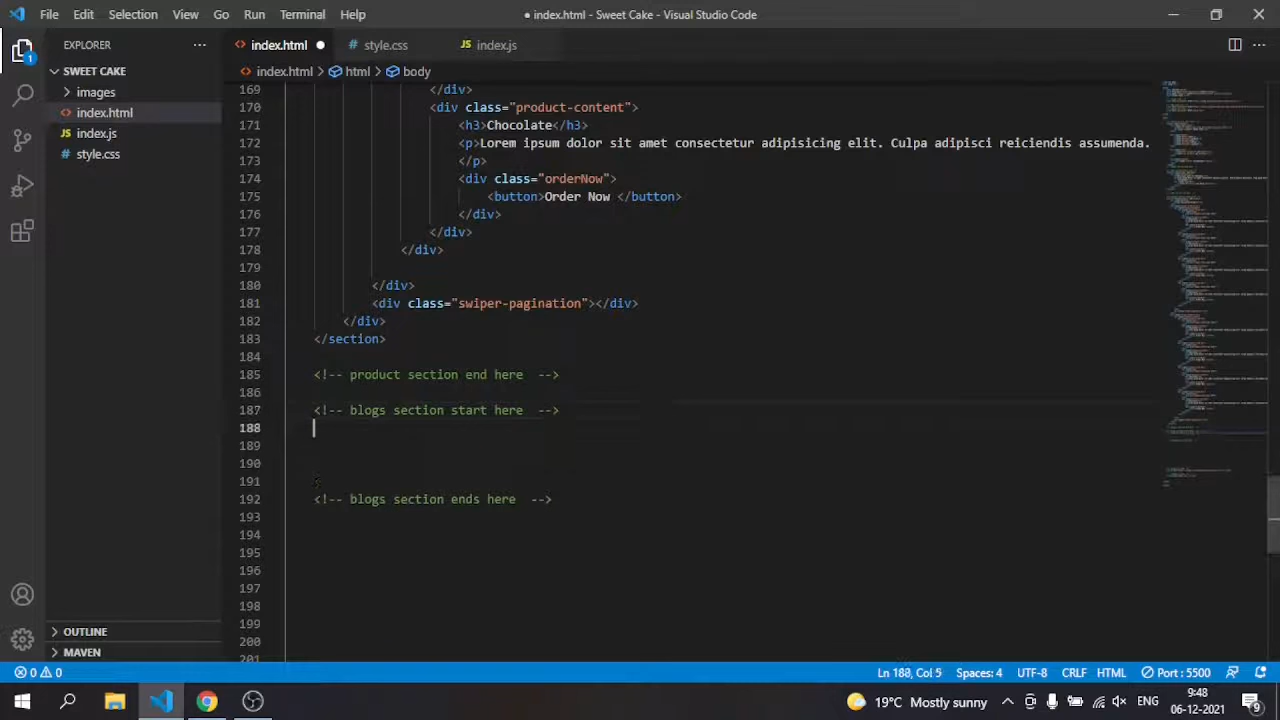 File Edit Selection View Go Run Terminal Help
● index.html - Sweet Cake - Visual Studio Code
1
EXPLORER
index.html
style.css
index.js
SWEET CAKE
images
index.html
index.js
style.css
index.html > html > body
169 </div>
170 <div class="product-content">
171 <h3>Chocolate</h3>
172 <p>Lorem ipsum dolor sit amet consectetur adipisicing elit. Culpa adipisci reiciendis assumenda.
173 </p>
174 <div class="orderNow">
175 <button>Order Now </button>
176 </div>
177 </div>
178 </div>
179
180 </div>
181 <div class="swiper-pagination"></div>
182 </div>
183 </section>
184
185 <!-- product section end here -->
186
187 <!-- blogs section start here -->
188
189
190
191
192 <!-- blogs section ends here -->
193
194
195
196
197
198
199
200
201
OUTLINE
MAVEN
0 0
Ln 188, Col 5 Spaces: 4 UTF-8 CRLF HTML Port : 5500
19°C Mostly sunny
ENG
9:48
06-12-2021
9